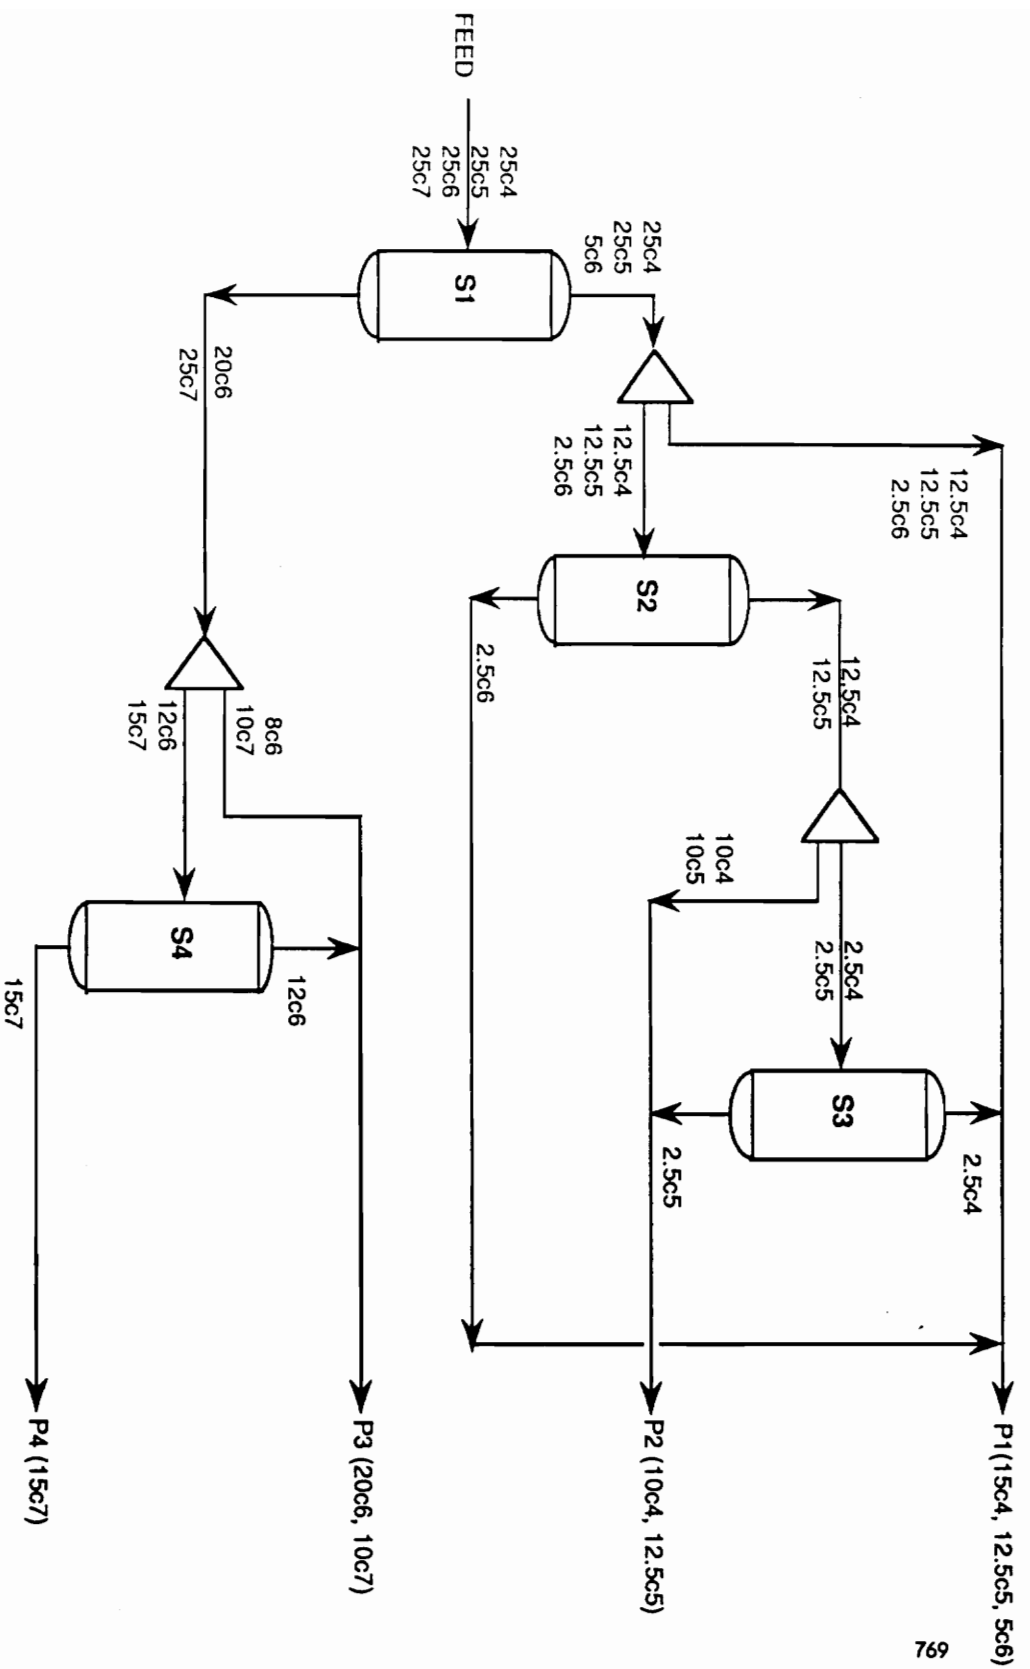 FEED
25c4
25c5
25c6
25c7
S1
25c4
25c5
5c6
20c6
25c7
12.5c4
12.5c5
2.5c6
12.5c4
12.5c5
2.5c6
S2
12.5c4
12.5c5
2.5c6
10c4
10c5
2.5c4
2.5c5
S3
2.5c4
2.5c5
8c6
10c7
12c6
15c7
S4
12c6
15c7
P1(15c4, 12.5c5, 5c6)
P2 (10c4, 12.5c5)
P3 (20c6, 10c7)
P4 (15c7)
769